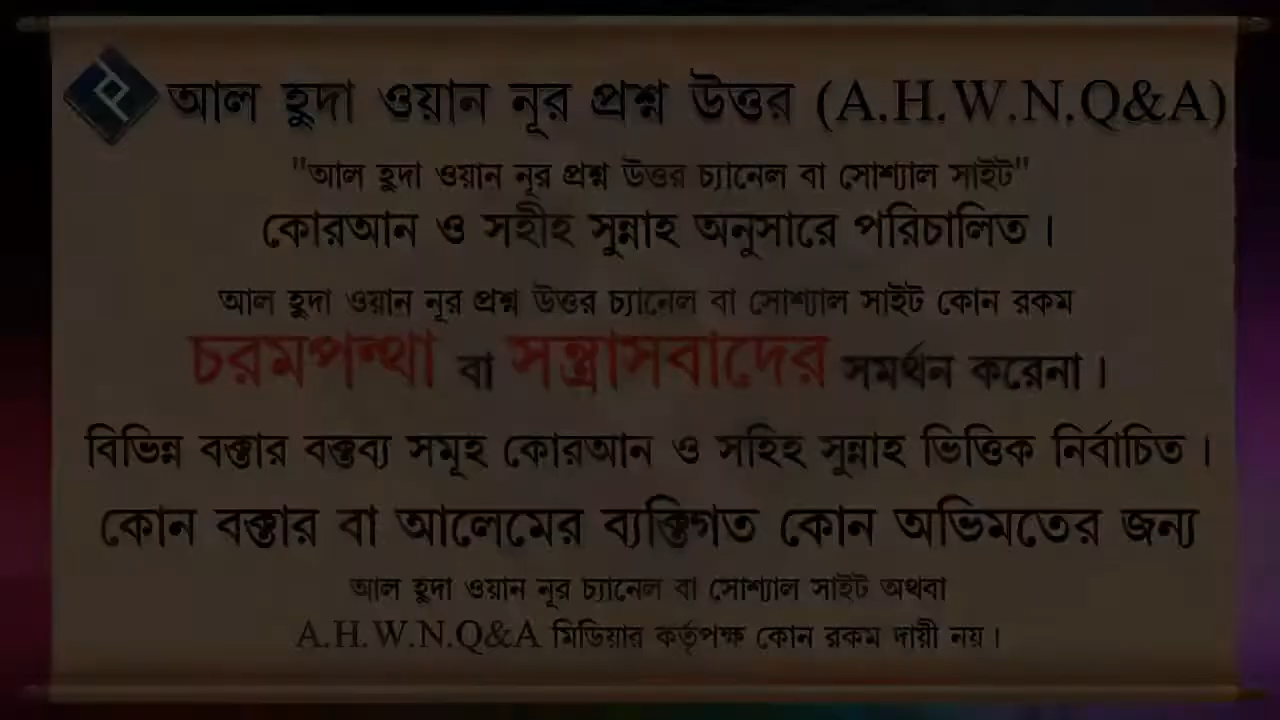 আল হুদা ওয়ান নূর প্রশ্ন উত্তর (A.H.W.N.Q&A)
"আল হুদা ওয়ান নূর প্রশ্ন উত্তর চ্যানেল বা সোশ্যাল সাইট"
কোরআন ও সহীহ সুন্নাহ অনুসারে পরিচালিত ।
আল হুদা ওয়ান নূর প্রশ্ন উত্তর চ্যানেল বা সোশ্যাল সাইট কোন রকম
চরমপন্থা বা সন্ত্রাসবাদের সমর্থন করেনা ।
বিভিন্ন বক্তার বক্তব্য সমূহ কোরআন ও সহিহ সুন্নাহ ভিত্তিক নির্বাচিত ।
কোন বক্তার বা আলেমের ব্যক্তিগত কোন অভিমতের জন্য
আল হুদা ওয়ান নূর চ্যানেল বা সোশ্যাল সাইট অথবা
A.H.W.N.Q&A মিডিয়ার কর্তৃপক্ষ কোন রকম দায়ী নয় ।